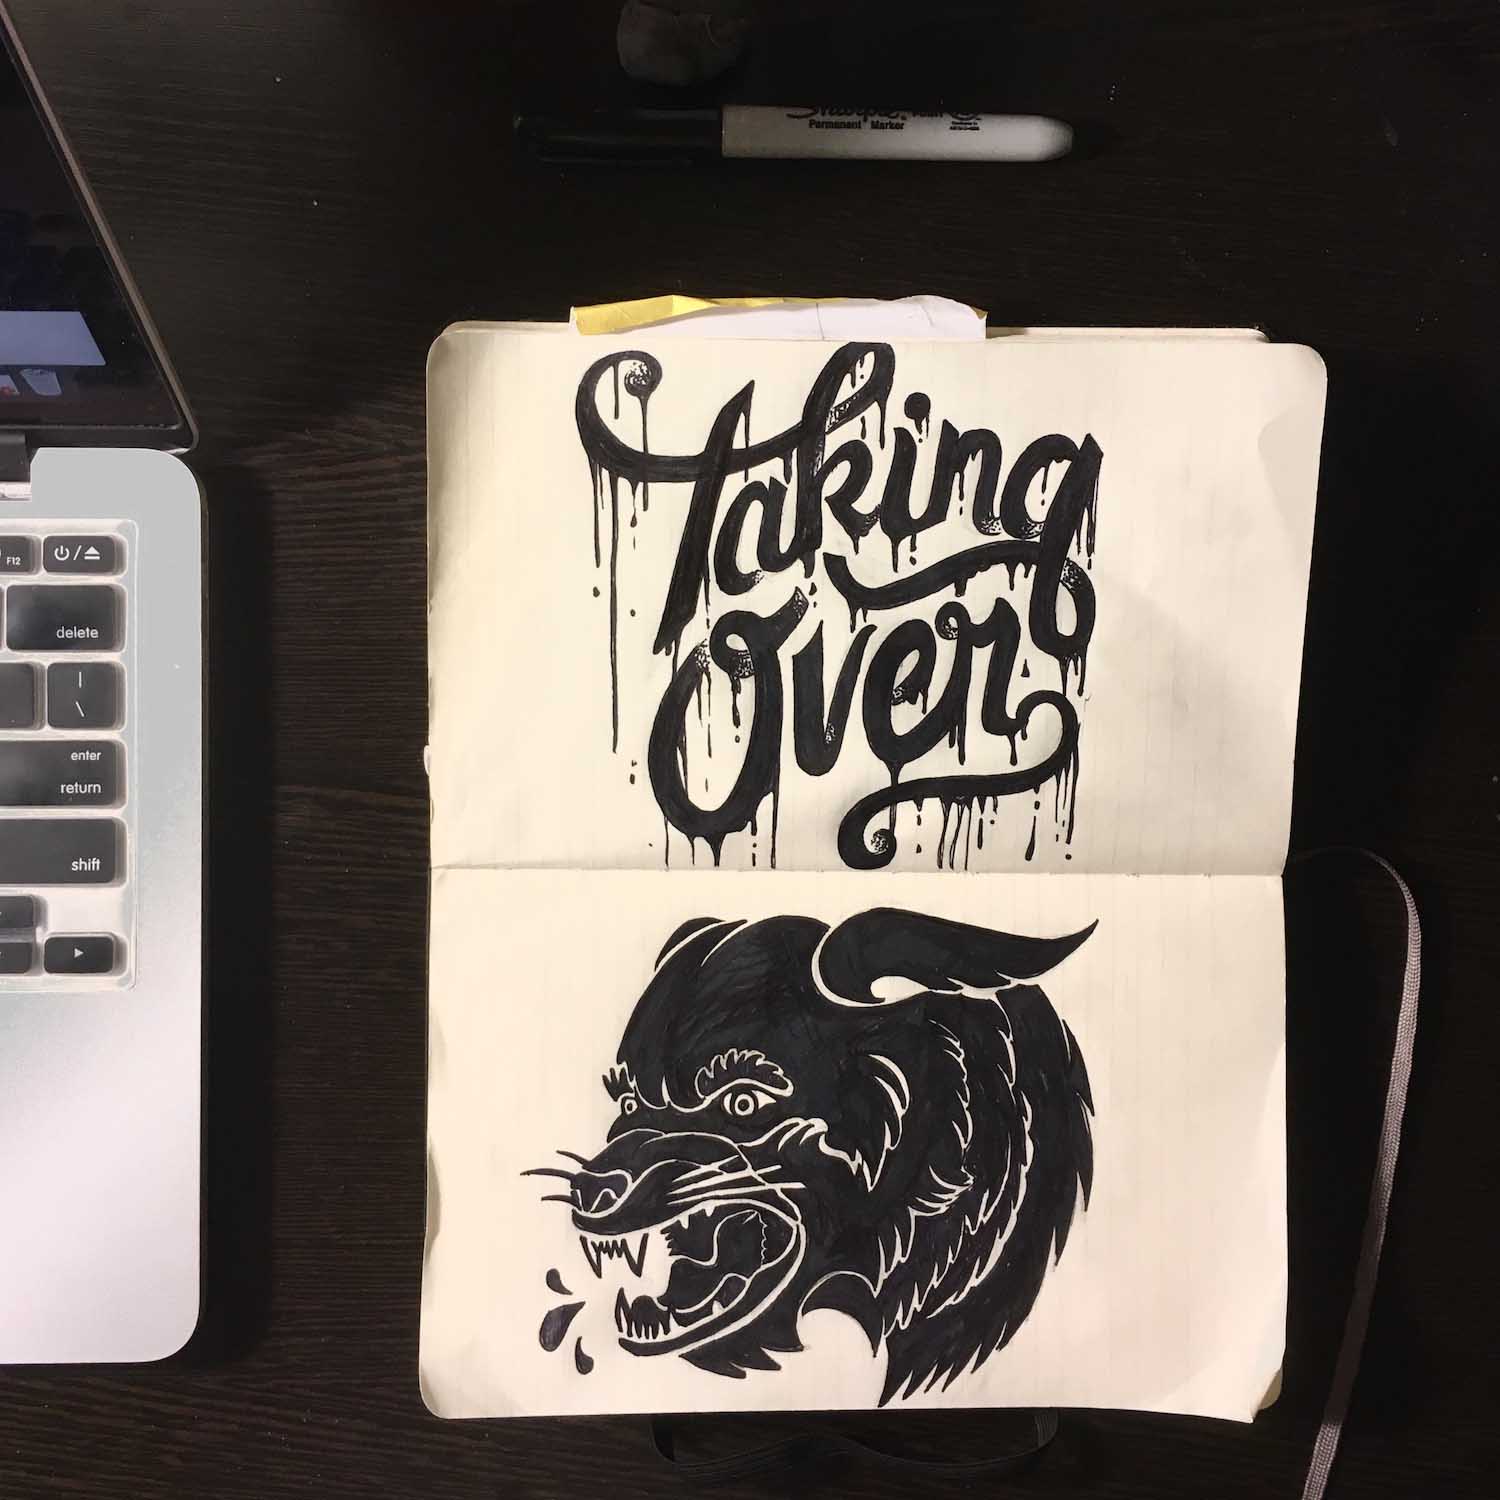 Sharpie.
Permanent Marker
Taking
Over
F12
delete
|
\
enter
return
shift